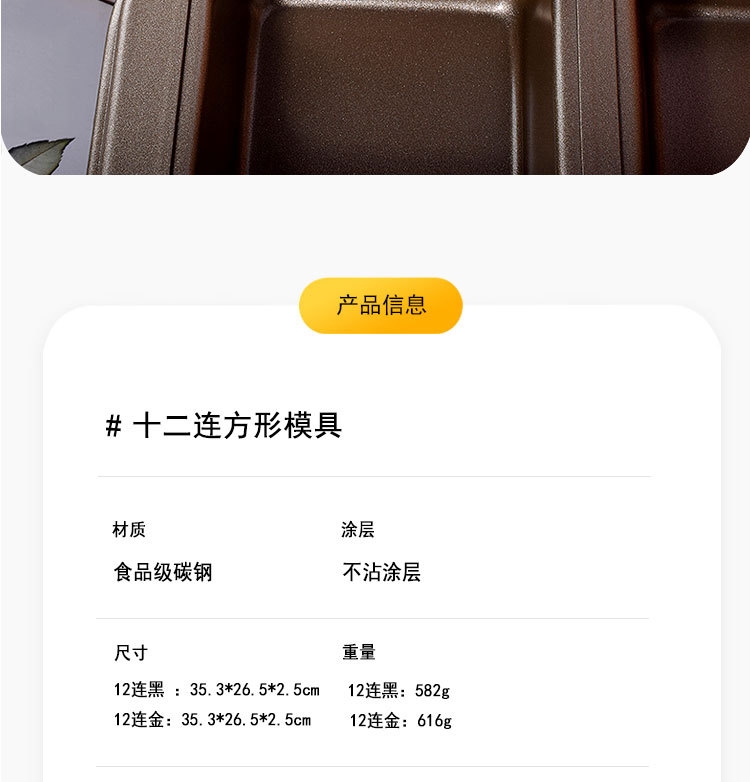 产品信息
# 十二连方形模具
材质 涂层
食品级碳钢 不沾涂层
尺寸 重量
12连黑 : 35.3*26.5*2.5cm 12连黑: 582g
12连金: 35.3*26.5*2.5cm 12连金: 616g